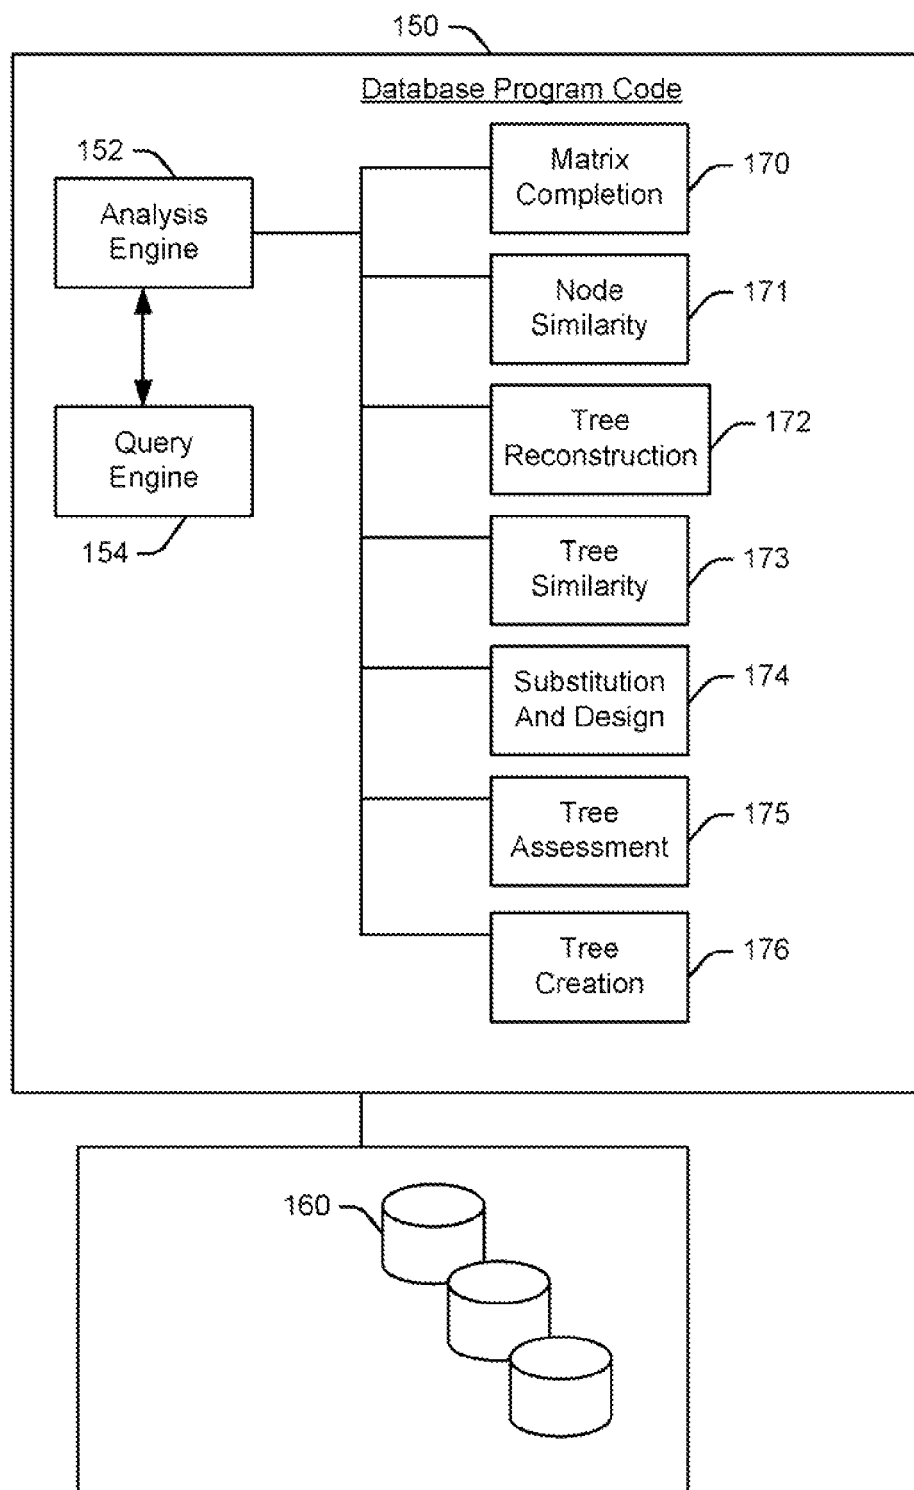 150
Database Program Code
152
Analysis
Engine
Query
Engine
154
Matrix
Completion
170
Node
Similarity
171
Tree
Reconstruction
172
Tree
Similarity
173
Substitution
And Design
174
Tree
Assessment
175
Tree
Creation
176
160